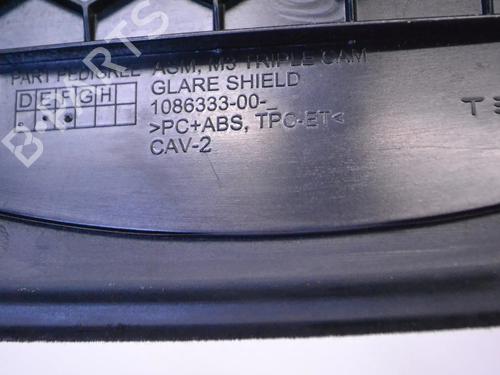 PART PEDIGREE
D E F G H
ASM, M3 TRIPLE CAM
GLARE SHIELD
1086333-00-_
>PC+ABS, TPC-ET<
CAV-2